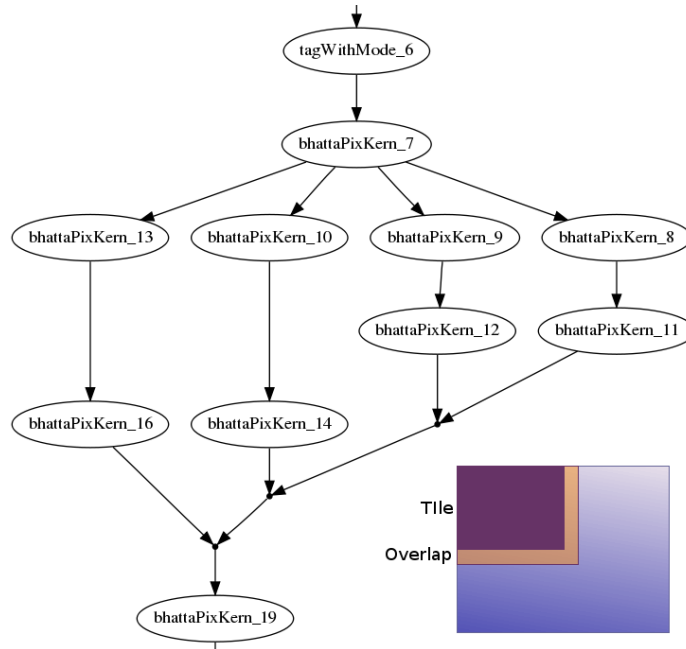 tagWithMode_6
bhattaPixKern_7
bhattaPixKern_13
bhattaPixKern_10
bhattaPixKern_9
bhattaPixKern_8
bhattaPixKern_12
bhattaPixKern_11
bhattaPixKern_16
bhattaPixKern_14
TIle
Overlap
bhattaPixKern_19